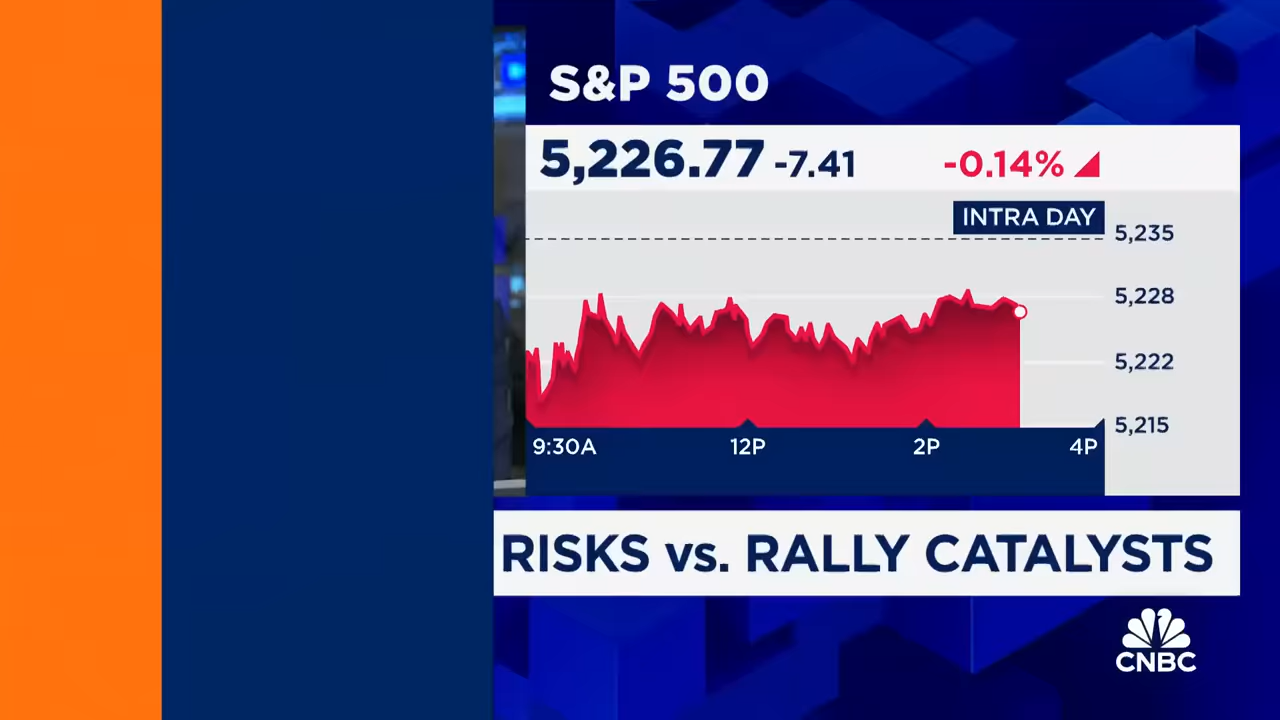 S&P 500
5,226.77 -7.41 -0.14%
INTRA DAY
5,235
5,228
5,222
5,215
9:30A 12P 2P 4P
RISKS vs. RALLY CATALYSTS
CNBC